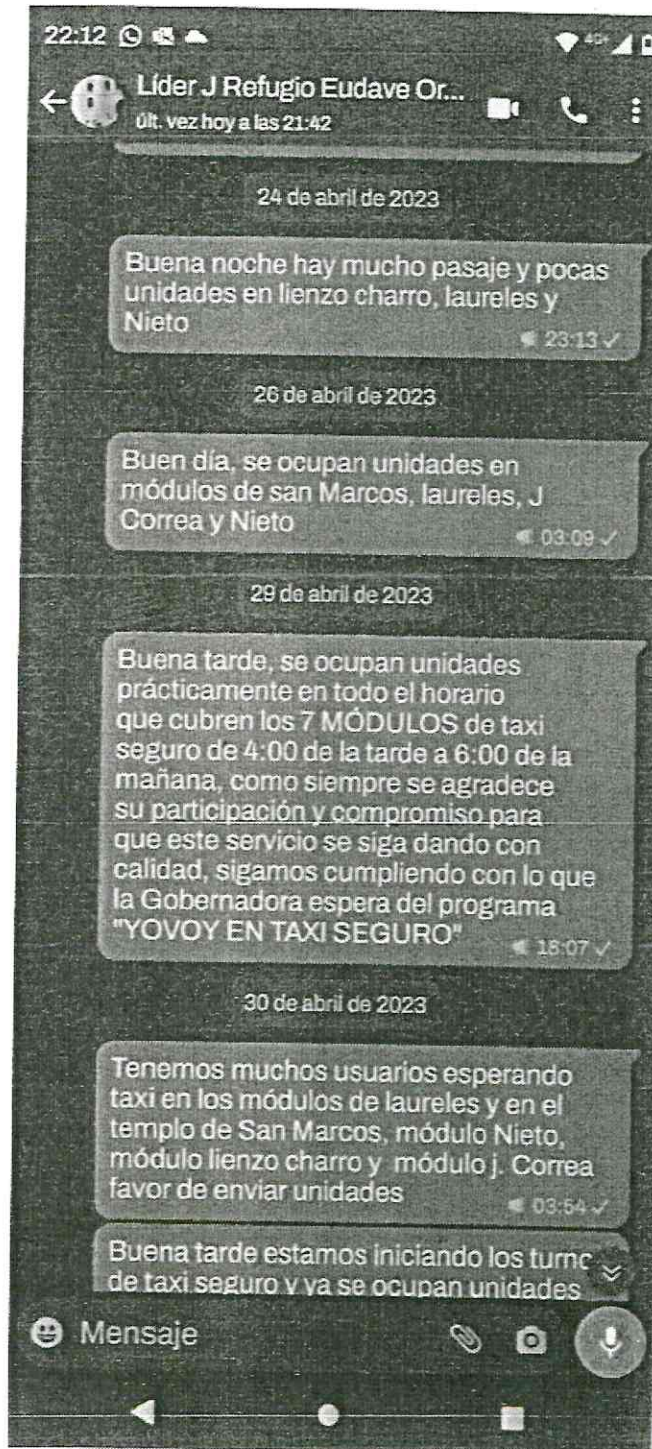 22:12
4G+
Líder J Refugio Eudave Or...
últ. vez hoy a las 21:42
24 de abril de 2023
Buena noche hay mucho pasaje y pocas
unidades en lienzo charro, laureles y
Nieto
23:13
26 de abril de 2023
Buen día, se ocupan unidades en
módulos de san Marcos, laureles, J
Correa y Nieto
03:09
29 de abril de 2023
Buena tarde, se ocupan unidades
prácticamente en todo el horario
que cubren los 7 MÓDULOS de taxi
seguro de 4:00 de la tarde a 6:00 de la
mañana, como siempre se agradece
su participación y compromiso para
que este servicio se siga dando con
calidad, sigamos cumpliendo con lo que
la Gobernadora espera del programa
"YOVOY EN TAXI SEGURO"
18:07
30 de abril de 2023
Tenemos muchos usuarios esperando
taxi en los módulos de laureles y en el
templo de San Marcos, módulo Nieto,
módulo lienzo charro y módulo j. Correa
favor de enviar unidades
03:54
Buena tarde estamos iniciando los turno
de taxi seguro y ya se ocupan unidades
Mensaje